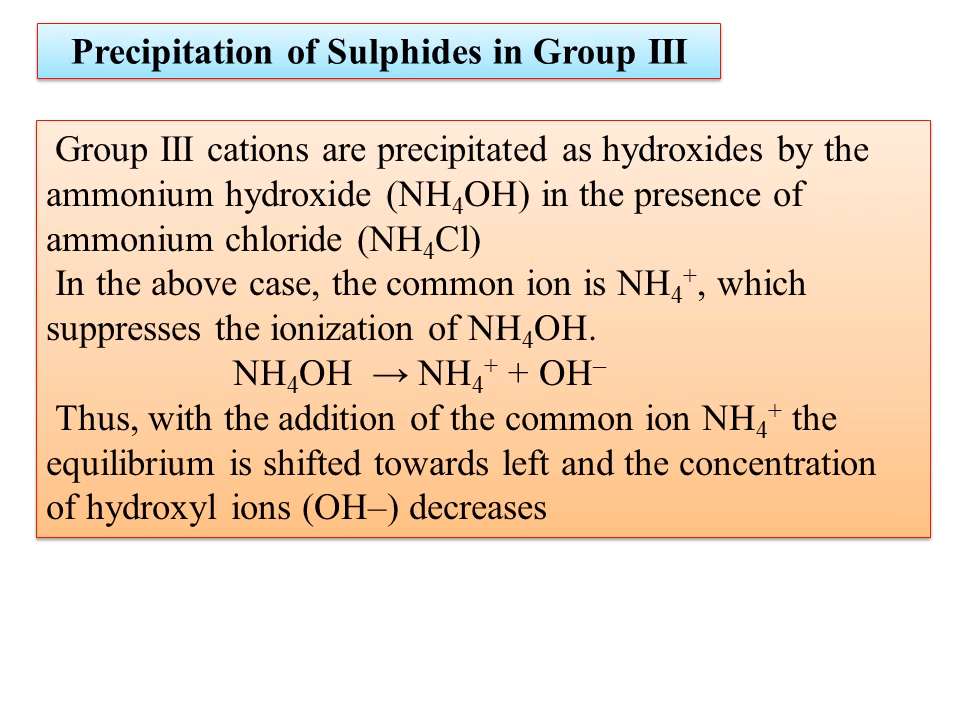 Precipitation of Sulphides in Group III
Group III cations are precipitated as hydroxides by the
ammonium hydroxide (NH₄OH) in the presence of
ammonium chloride (NH₄Cl)
In the above case, the common ion is NH₄⁺, which
suppresses the ionization of NH₄OH.
NH₄OH → NH₄⁺ + OH⁻
Thus, with the addition of the common ion NH₄⁺ the
equilibrium is shifted towards left and the concentration
of hydroxyl ions (OH–) decreases